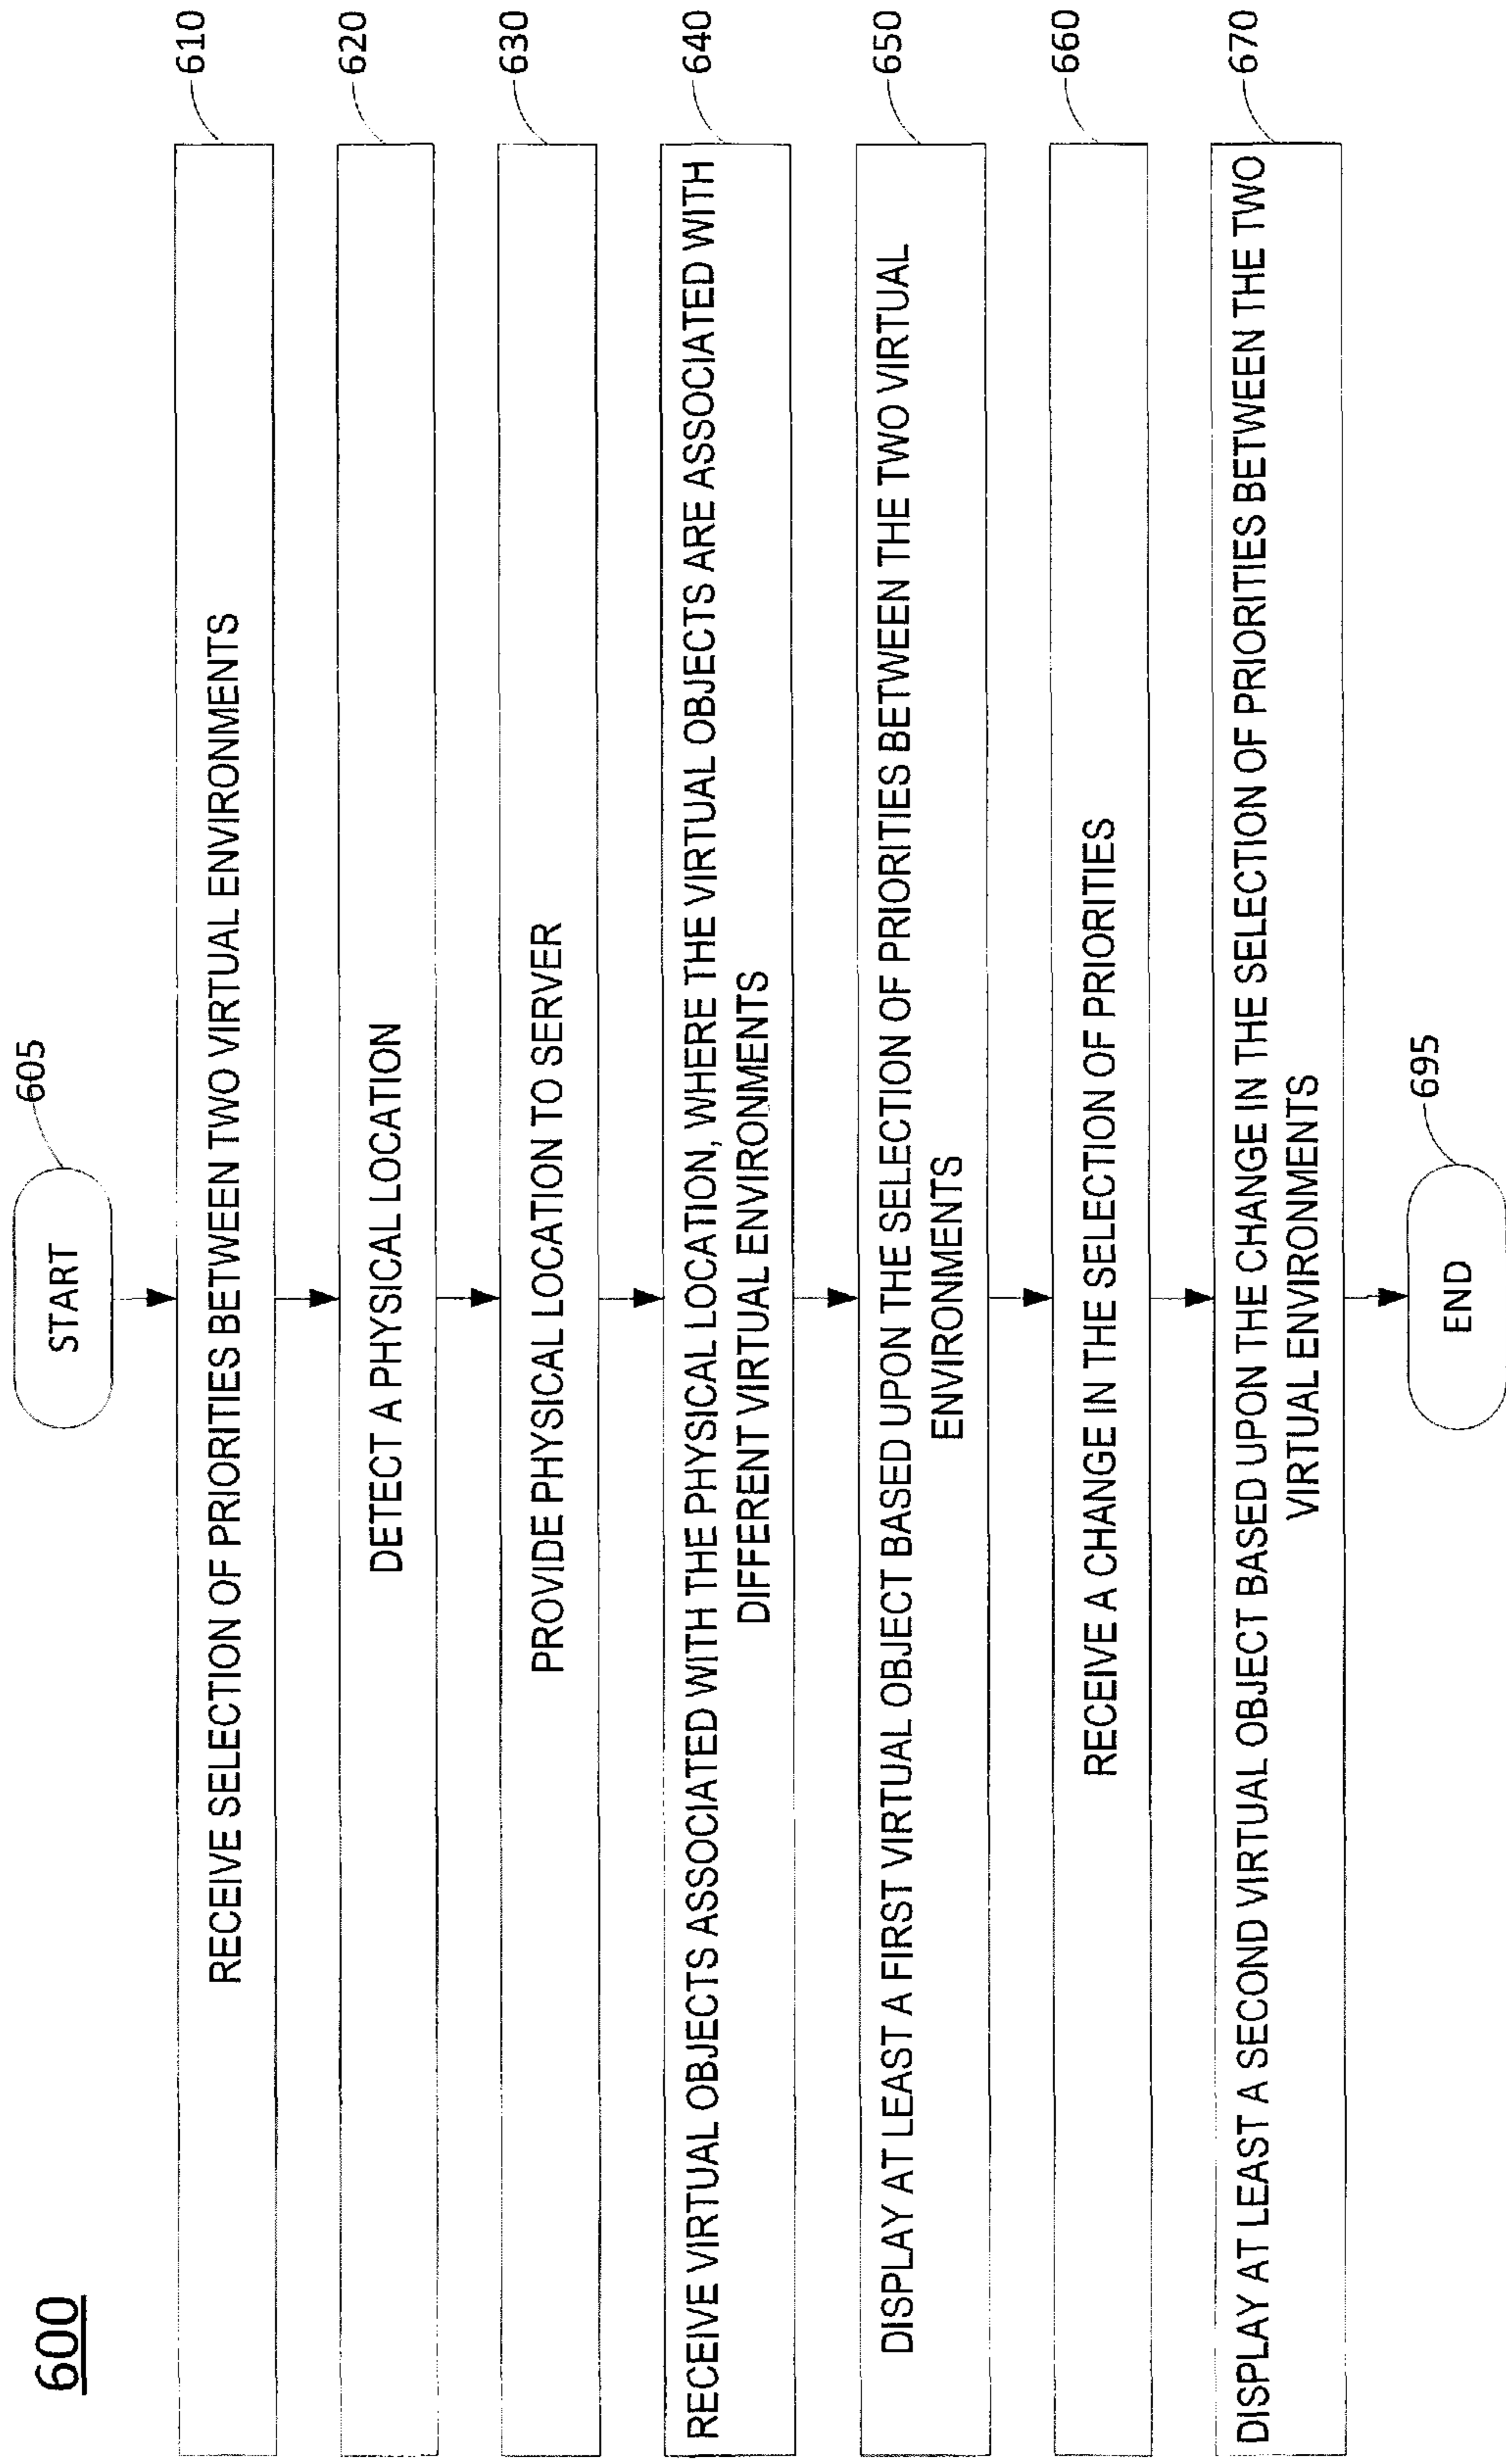 600
START
605
RECEIVE SELECTION OF PRIORITIES BETWEEN TWO VIRTUAL ENVIRONMENTS
610
DETECT A PHYSICAL LOCATION
620
PROVIDE PHYSICAL LOCATION TO SERVER
630
RECEIVE VIRTUAL OBJECTS ASSOCIATED WITH THE PHYSICAL LOCATION, WHERE THE VIRTUAL OBJECTS ARE ASSOCIATED WITH
DIFFERENT VIRTUAL ENVIRONMENTS
640
DISPLAY AT LEAST A FIRST VIRTUAL OBJECT BASED UPON THE SELECTION OF PRIORITIES BETWEEN THE TWO VIRTUAL
ENVIRONMENTS
650
RECEIVE A CHANGE IN THE SELECTION OF PRIORITIES
660
DISPLAY AT LEAST A SECOND VIRTUAL OBJECT BASED UPON THE CHANGE IN THE SELECTION OF PRIORITIES BETWEEN THE TWO
VIRTUAL ENVIRONMENTS
670
END
695